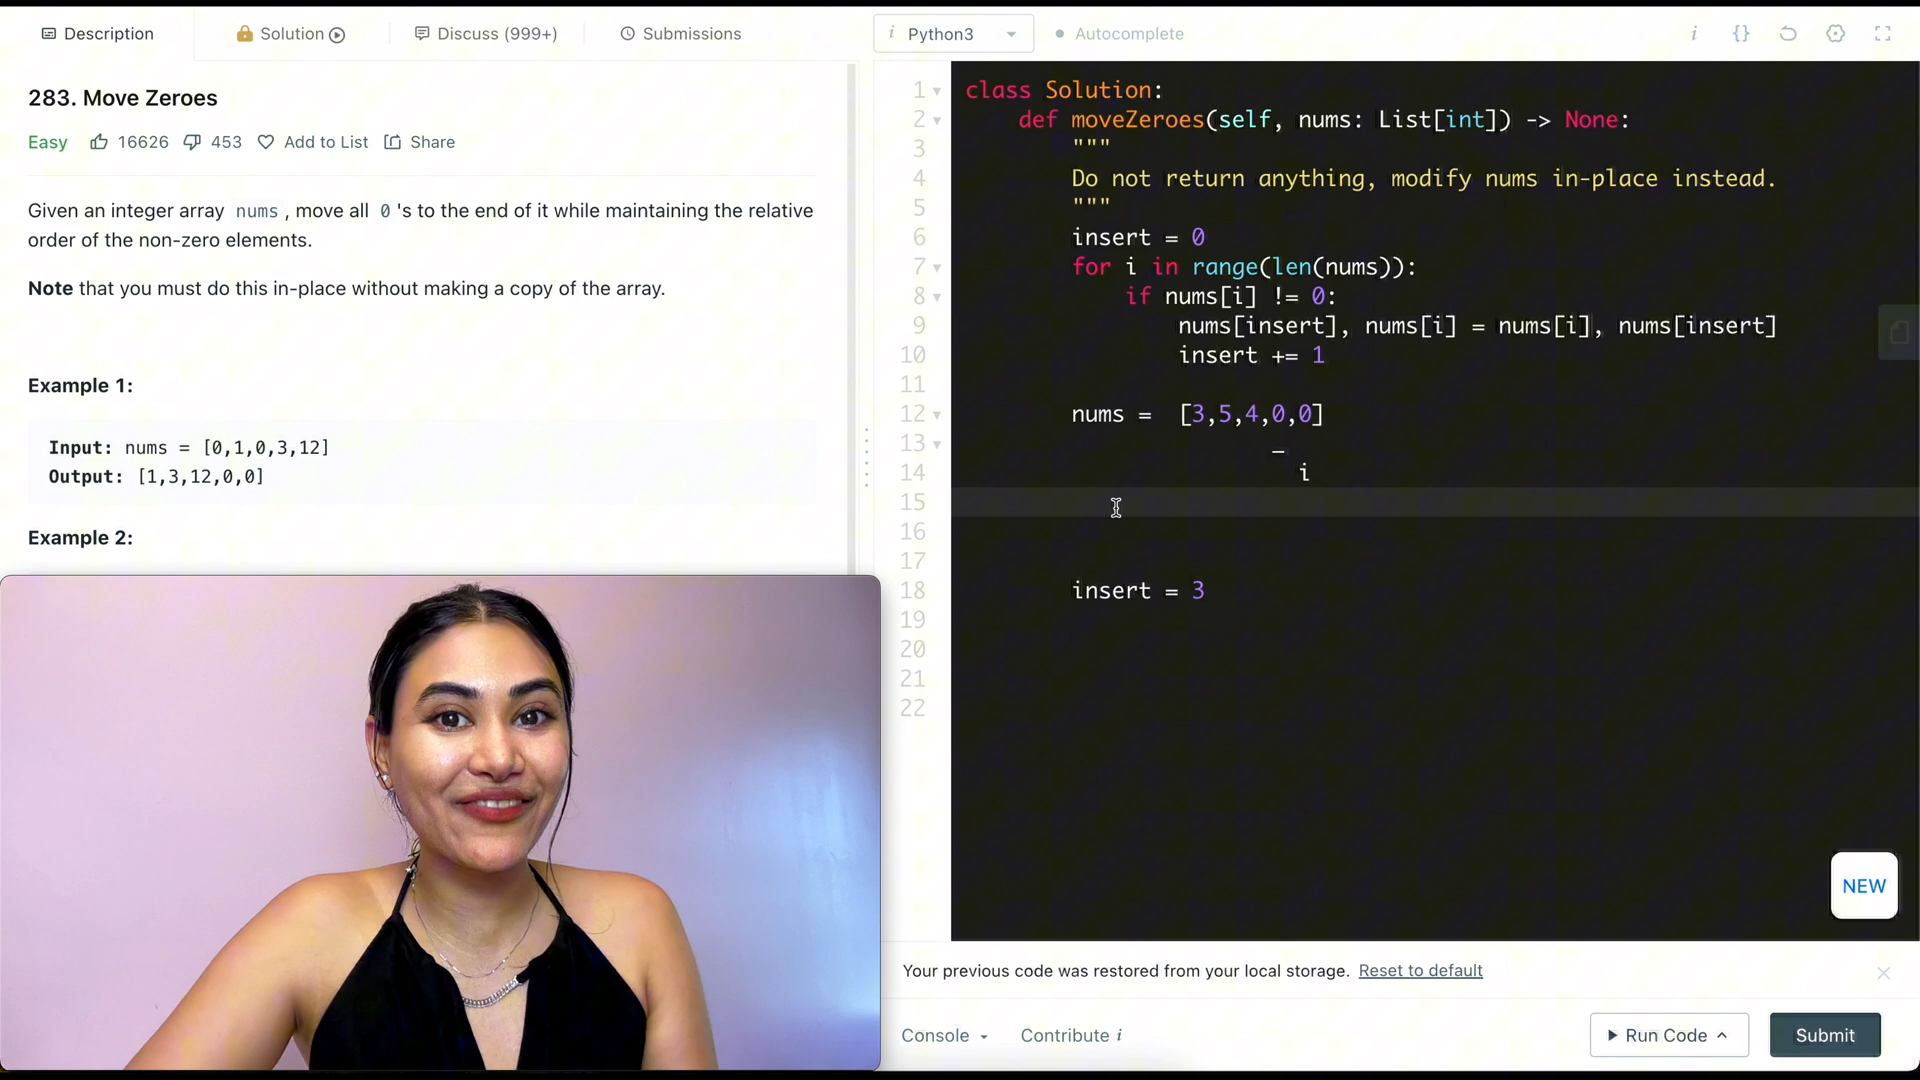 Description
Solution
Discuss (999+)
Submissions
283. Move Zeroes
Easy 16626 453 Add to List Share
Given an integer array nums , move all 0 's to the end of it while maintaining the relative
order of the non-zero elements.
Note that you must do this in-place without making a copy of the array.
Example 1:
Input: nums = [0,1,0,3,12]
Output: [1,3,12,0,0]
Example 2:
i Python3
Autocomplete
i {}
1 class Solution:
2 def moveZeroes(self, nums: List[int]) -> None:
3 """
4 Do not return anything, modify nums in-place instead.
5 """
6 insert = 0
7 for i in range(len(nums)):
8 if nums[i] != 0:
9 nums[insert], nums[i] = nums[i], nums[insert]
10 insert += 1
11
12 nums = [3,5,4,0,0]
13 _
14 i
15
16
17
18 insert = 3
19
20
21
22
NEW
Your previous code was restored from your local storage. Reset to default
Console
Contribute i
Run Code
Submit